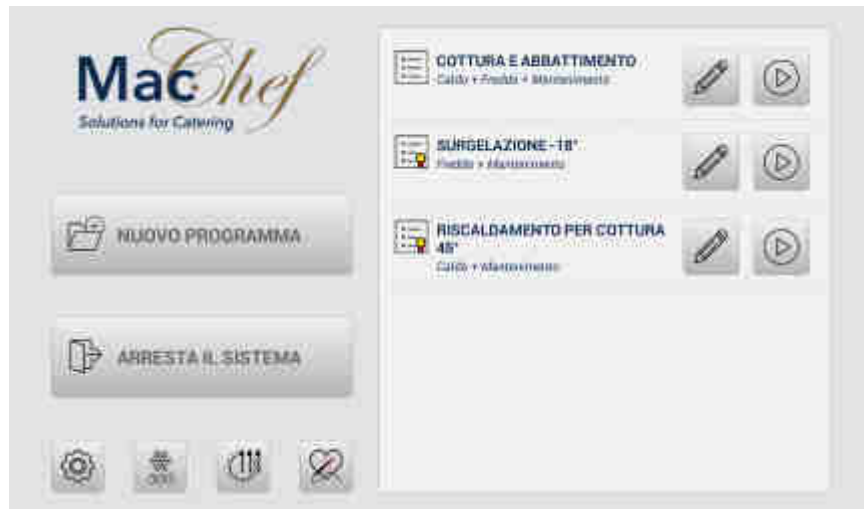 MacChef
Solutions for Catering
NUOVO PROGRAMMA
ARRESTA IL SISTEMA
COTTURA E ABBATTIMENTO
Caldo + Freddo + Mantenimento
SURGELAZIONE -18°
Freddo + Mantenimento
RISCALDAMENTO PER COTTURA
45°
Caldo + Mantenimento